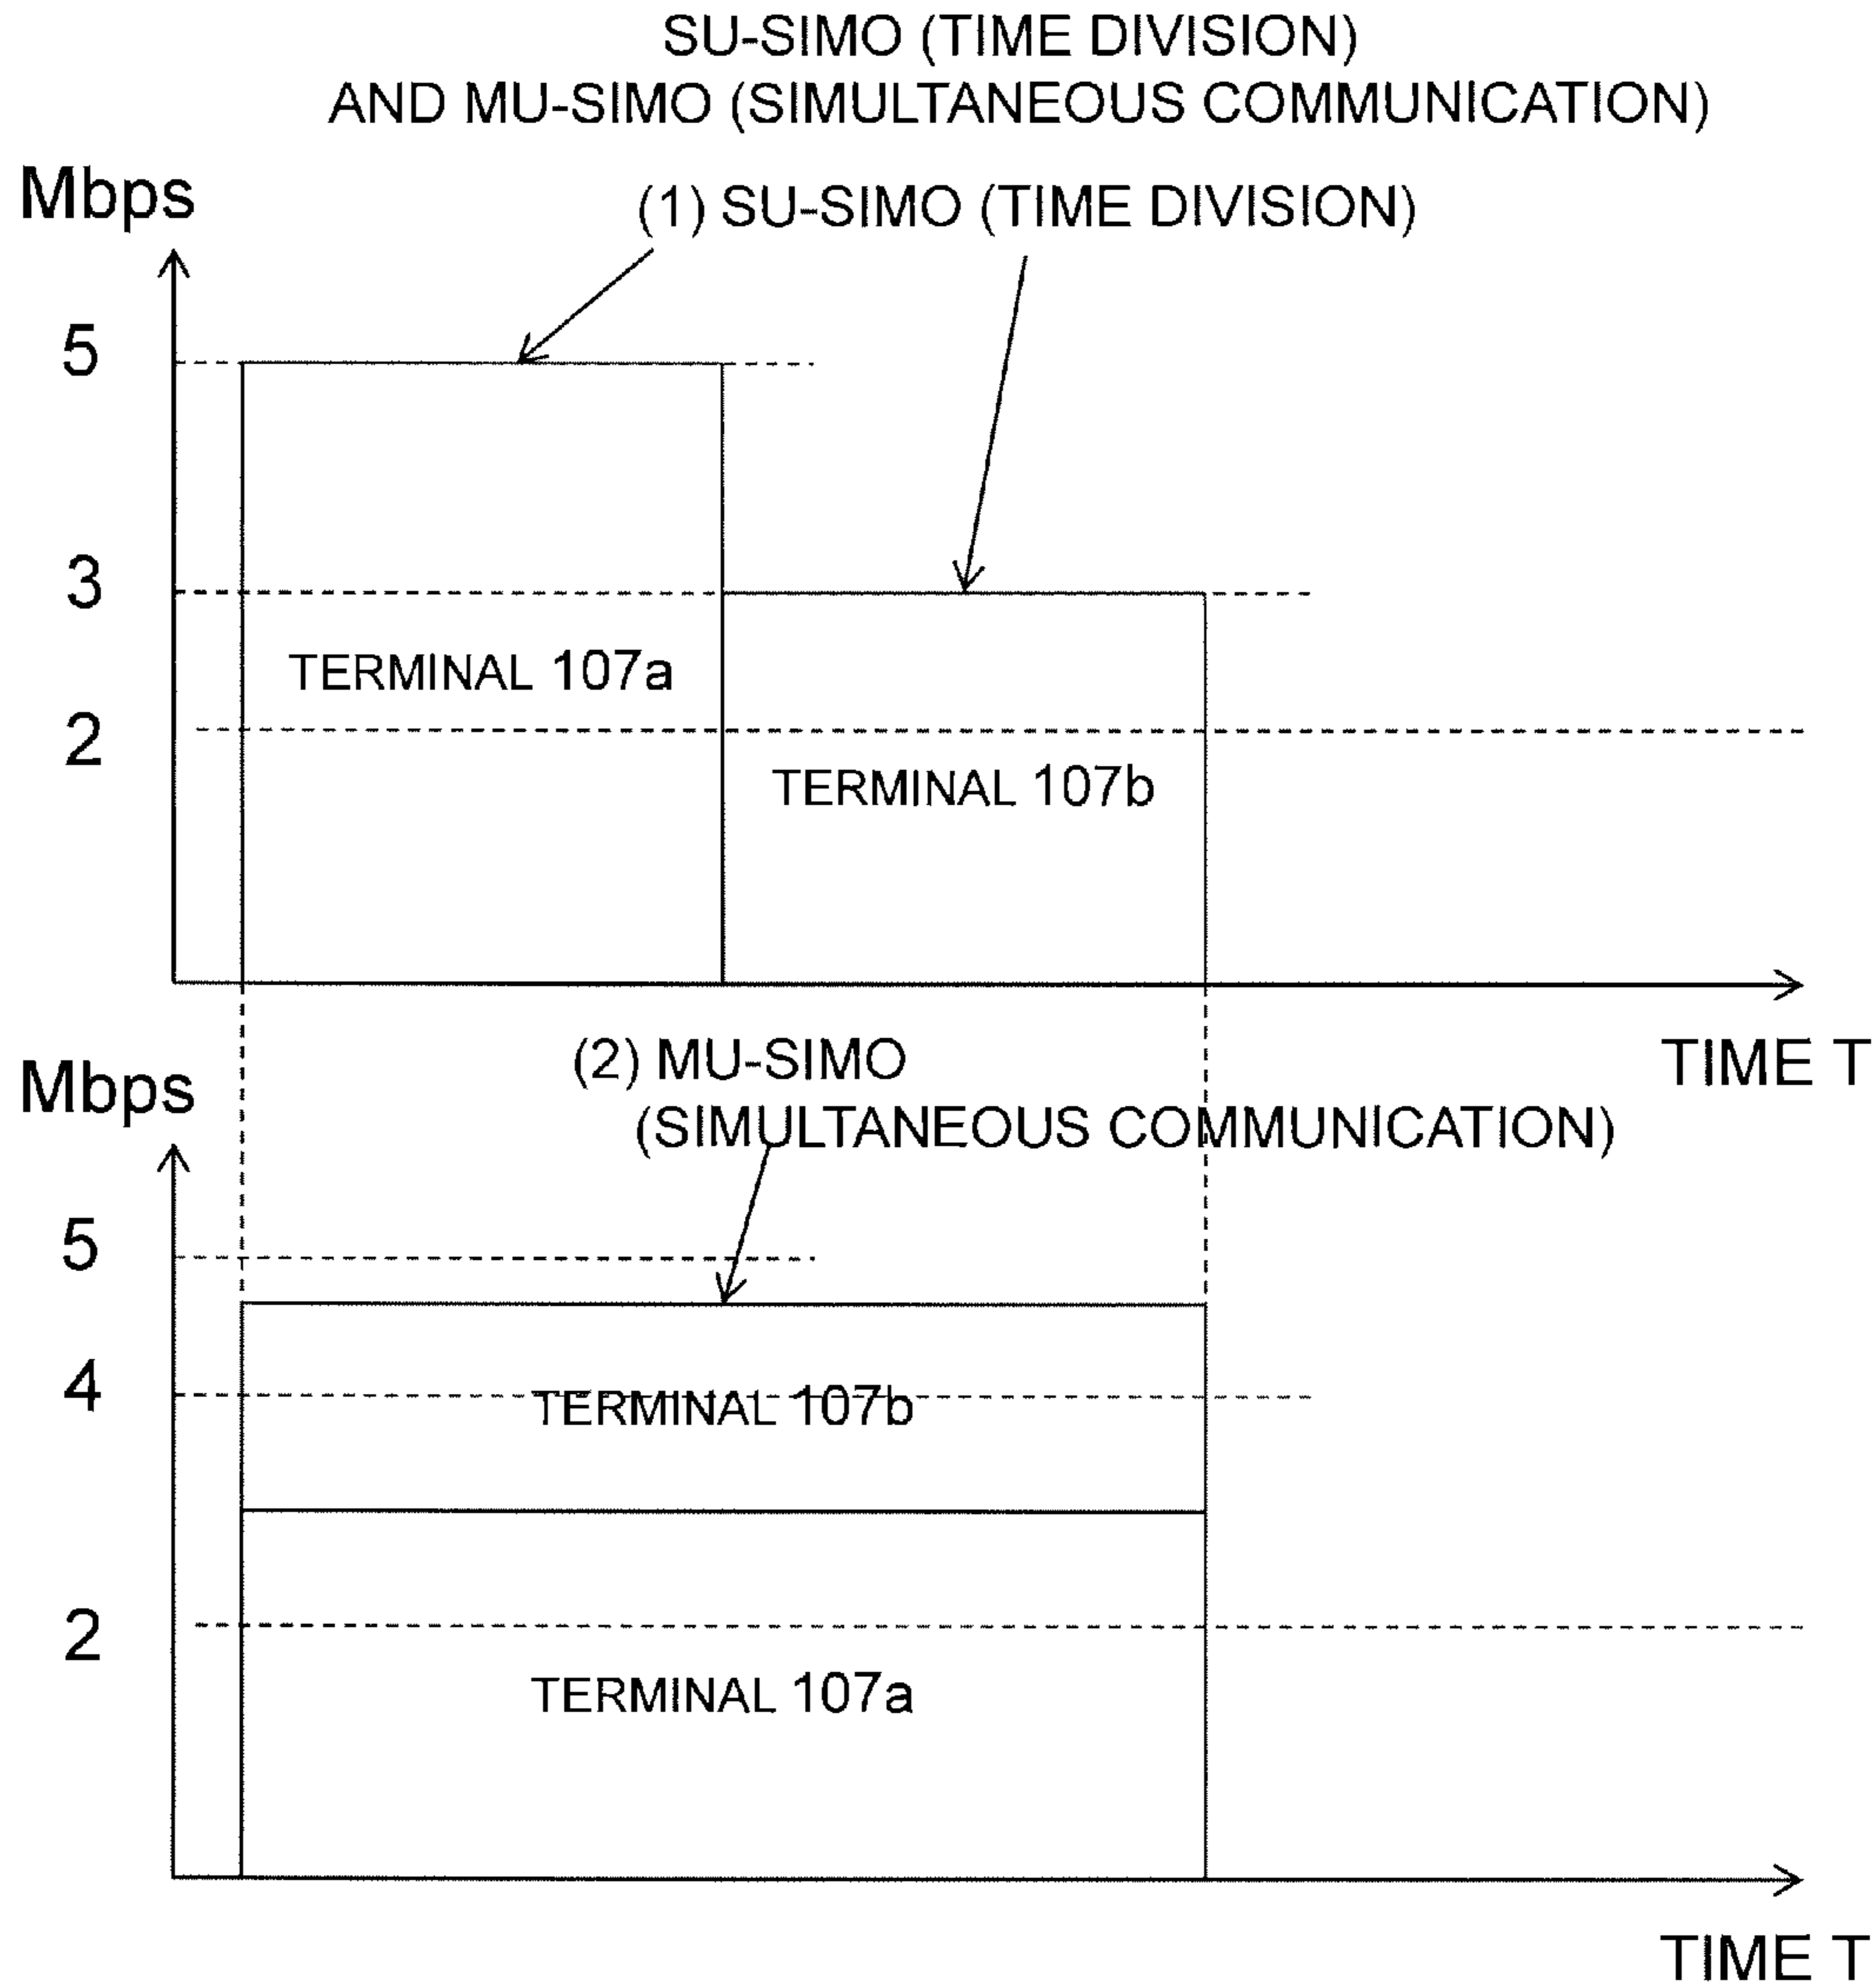 SU-SIMO (TIME DIVISION)
AND MU-SIMO (SIMULTANEOUS COMMUNICATION)
Mbps
(1) SU-SIMO (TIME DIVISION)
5
3
TERMINAL 107a
2
TERMINAL 107b
TIME T
(2) MU-SIMO
(SIMULTANEOUS COMMUNICATION)
Mbps
5
4
TERMINAL 107b
2
TERMINAL 107a
TIME T